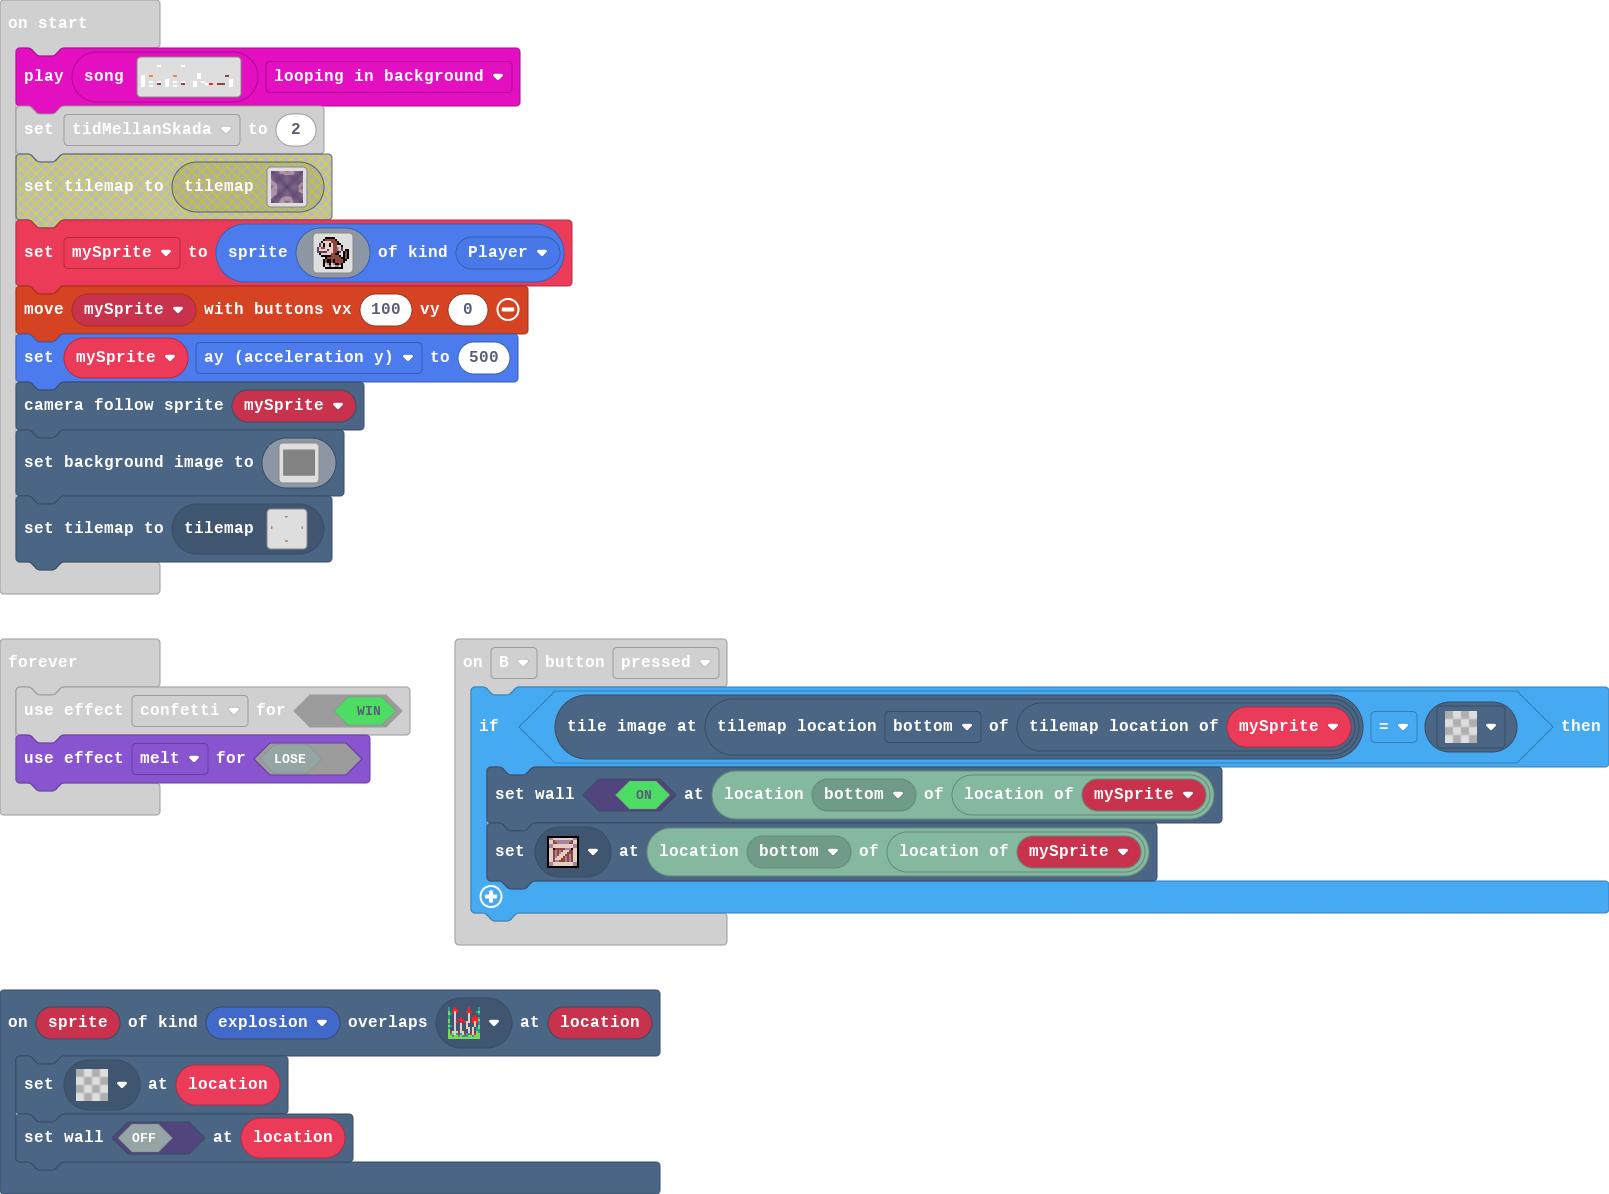 on start
play song looping in background
set tidMellanSkada to 2
set tilemap to tilemap
set mySprite to sprite of kind Player
move mySprite with buttons vx 100 vy 0
set mySprite ay (acceleration y) to 500
camera follow sprite mySprite
set background image to
set tilemap to tilemap
forever
use effect confetti for WIN
use effect melt for LOSE
on B button pressed
if tile image at tilemap location bottom of tilemap location of mySprite = then
set wall ON at location bottom of location of mySprite
set at location bottom of location of mySprite
on sprite of kind explosion overlaps at location
set at location
set wall OFF at location